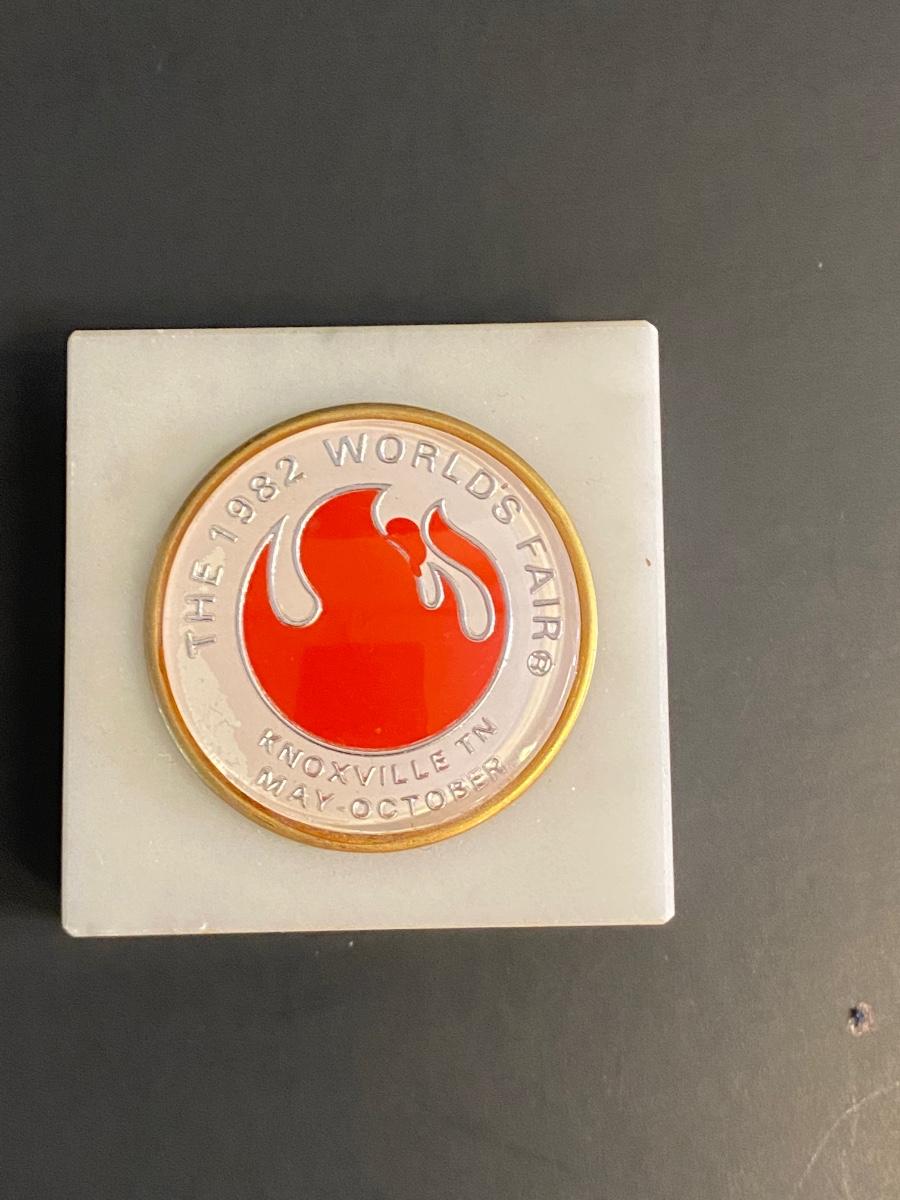 THE 1982 WORLD'S FAIR®
KNOXVILLE TN
MAY-OCTOBER